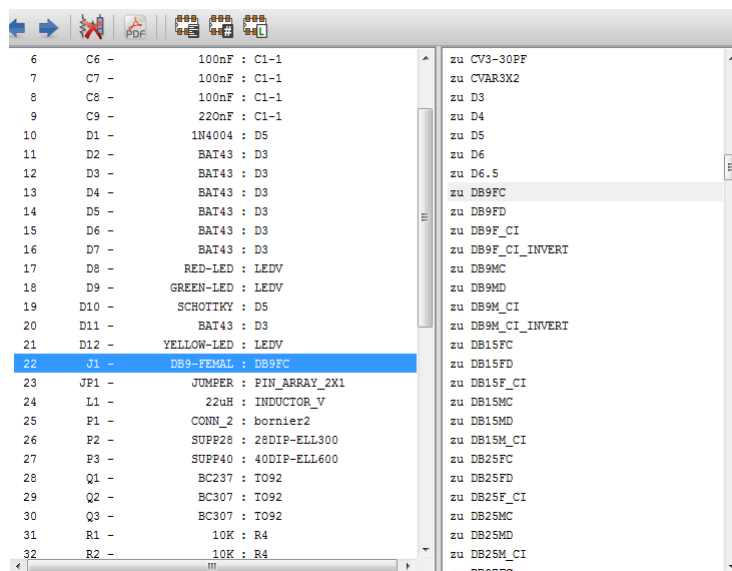 PDF
6 C6 - 100nF : C1-1
7 C7 - 100nF : C1-1
8 C8 - 100nF : C1-1
9 C9 - 220nF : C1-1
10 D1 - 1N4004 : D5
11 D2 - BAT43 : D3
12 D3 - BAT43 : D3
13 D4 - BAT43 : D3
14 D5 - BAT43 : D3
15 D6 - BAT43 : D3
16 D7 - BAT43 : D3
17 D8 - RED-LED : LEDV
18 D9 - GREEN-LED : LEDV
19 D10 - SCHOTTKY : D5
20 D11 - BAT43 : D3
21 D12 - YELLOW-LED : LEDV
22 J1 - DB9-FEMAL : DB9FC
23 JP1 - JUMPER : PIN_ARRAY_2X1
24 L1 - 22uH : INDUCTOR_V
25 P1 - CONN_2 : bornier2
26 P2 - SUPP28 : 28DIP-ELL300
27 P3 - SUPP40 : 40DIP-ELL600
28 Q1 - BC237 : TO92
29 Q2 - BC307 : TO92
30 Q3 - BC307 : TO92
31 R1 - 10K : R4
32 R2 - 10K : R4
zu CV3-30PF
zu CVAR3X2
zu D3
zu D4
zu D5
zu D6
zu D6.5
zu DB9FC
zu DB9FD
zu DB9F_CI
zu DB9F_CI_INVERT
zu DB9MC
zu DB9MD
zu DB9M_CI
zu DB9M_CI_INVERT
zu DB15FC
zu DB15FD
zu DB15F_CI
zu DB15MC
zu DB15MD
zu DB15M_CI
zu DB25FC
zu DB25FD
zu DB25F_CI
zu DB25MC
zu DB25MD
zu DB25M_CI